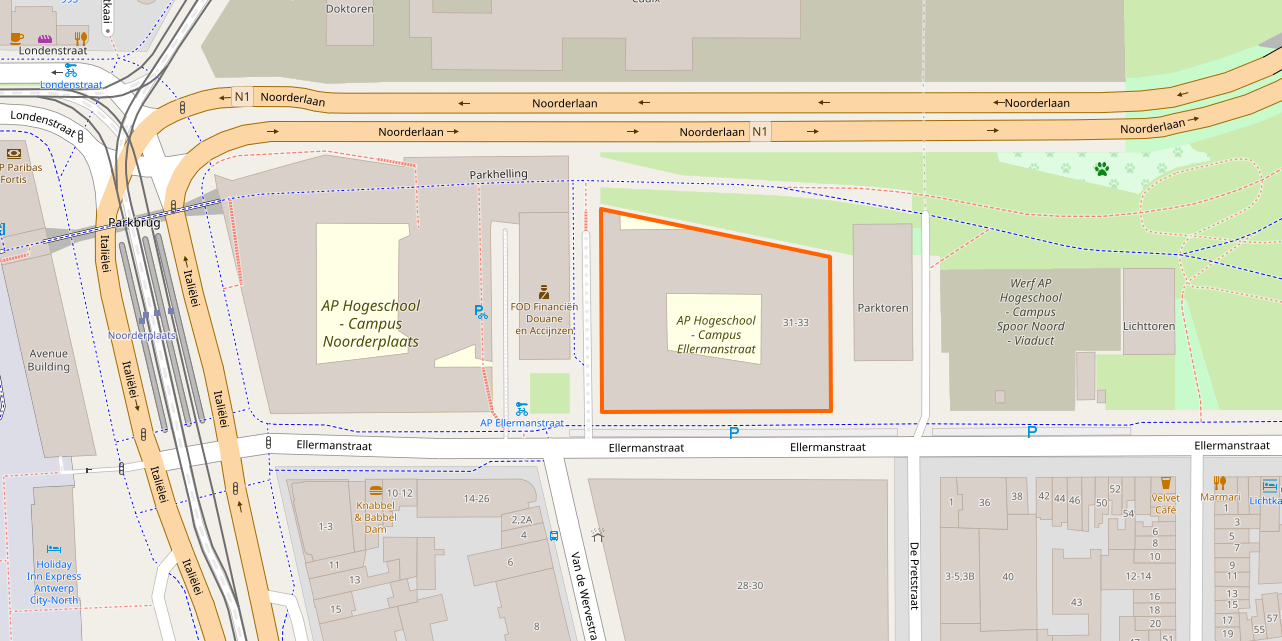 Doktoren
Londenstraat
Londenstraat
Londenstraat
N1
Noorderlaan
Noorderlaan
Noorderlaan
Noorderlaan
Noorderlaan
N1
Noorderlaan
Fortis
Parkhelling
Parkbrug
Italiëlei
Italiëlei
Noorderplaats
Avenue
Building
AP Hogeschool
- Campus
Noorderplaats
FOD Financiën
Douane
en Accijnzen
AP Hogeschool
- Campus
Ellermanstraat
31-33
Parktoren
Werf AP
Hogeschool
- Campus
Spoor Noord
- Viaduct
Lichttoren
P
P
P
AP Ellermanstraat
Italiëlei
Italiëlei
Ellermanstraat
Ellermanstraat
Ellermanstraat
Ellermanstraat
Italiëlei
Italiëlei
Holiday
Inn Express
Antwerp
City-North
Knabbel
& Babbel
Dam
10-12
14-26
1-3
2,2A
4
6
11
13
15
8
Van de Wervestra
28-30
De Pretstraat
1
36
38
42
44
46
50
52
54
Velvet
Café
Marmari
6
8
10
12-14
16
18
20
3-5;3B
40
43
47
51
1
3
5
7
9
11
13
15
17
19
55
57